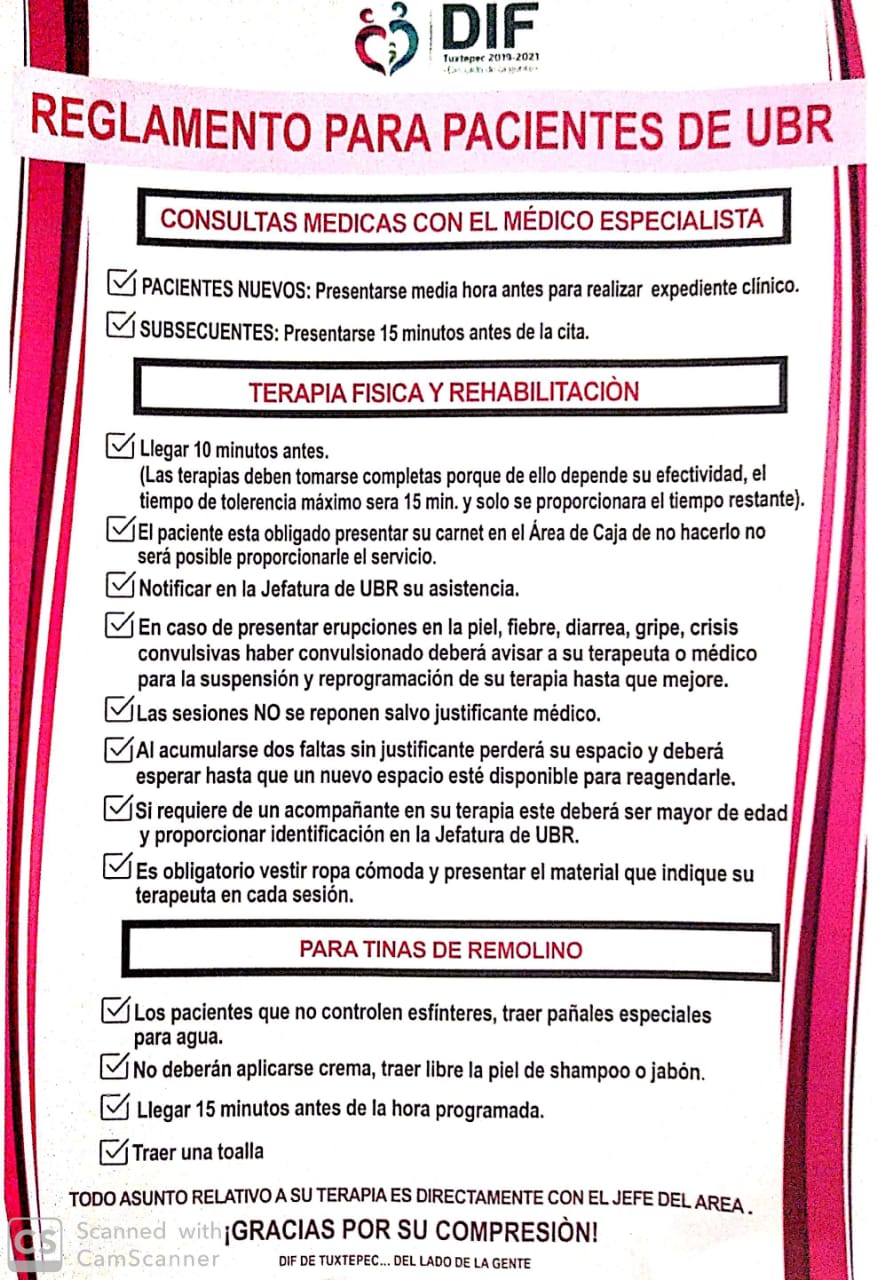 DIF
Tuxtepec 2019-2021
REGLAMENTO PARA PACIENTES DE UBR
CONSULTAS MEDICAS CON EL MÉDICO ESPECIALISTA
PACIENTES NUEVOS: Presentarse media hora antes para realizar expediente clínico.
SUBSECUENTES: Presentarse 15 minutos antes de la cita.
TERAPIA FISICA Y REHABILITACIÒN
Llegar 10 minutos antes.
(Las terapias deben tomarse completas porque de ello depende su efectividad, el
tiempo de tolerencia máximo sera 15 min. y solo se proporcionara el tiempo restante).
El paciente esta obligado presentar su carnet en el Área de Caja de no hacerlo no
será posible proporcionarle el servicio.
Notificar en la Jefatura de UBR su asistencia.
En caso de presentar erupciones en la piel, fiebre, diarrea, gripe, crisis
convulsivas haber convulsionado deberá avisar a su terapeuta o médico
para la suspensión y reprogramación de su terapia hasta que mejore.
Las sesiones NO se reponen salvo justificante médico.
Al acumularse dos faltas sin justificante perderá su espacio y deberá
esperar hasta que un nuevo espacio esté disponible para reagendarle.
Si requiere de un acompañante en su terapia este deberá ser mayor de edad
y proporcionar identificación en la Jefatura de UBR.
Es obligatorio vestir ropa cómoda y presentar el material que indique su
terapeuta en cada sesión.
PARA TINAS DE REMOLINO
Los pacientes que no controlen esfínteres, traer pañales especiales
para agua.
No deberán aplicarse crema, traer libre la piel de shampoo o jabón.
Llegar 15 minutos antes de la hora programada.
Traer una toalla
TODO ASUNTO RELATIVO A SU TERAPIA ES DIRECTAMENTE CON EL JEFE DEL AREA.
¡GRACIAS POR SU COMPRESIÒN!
DIF DE TUXTEPEC... DEL LADO DE LA GENTE
CS Scanned with
CamScanner